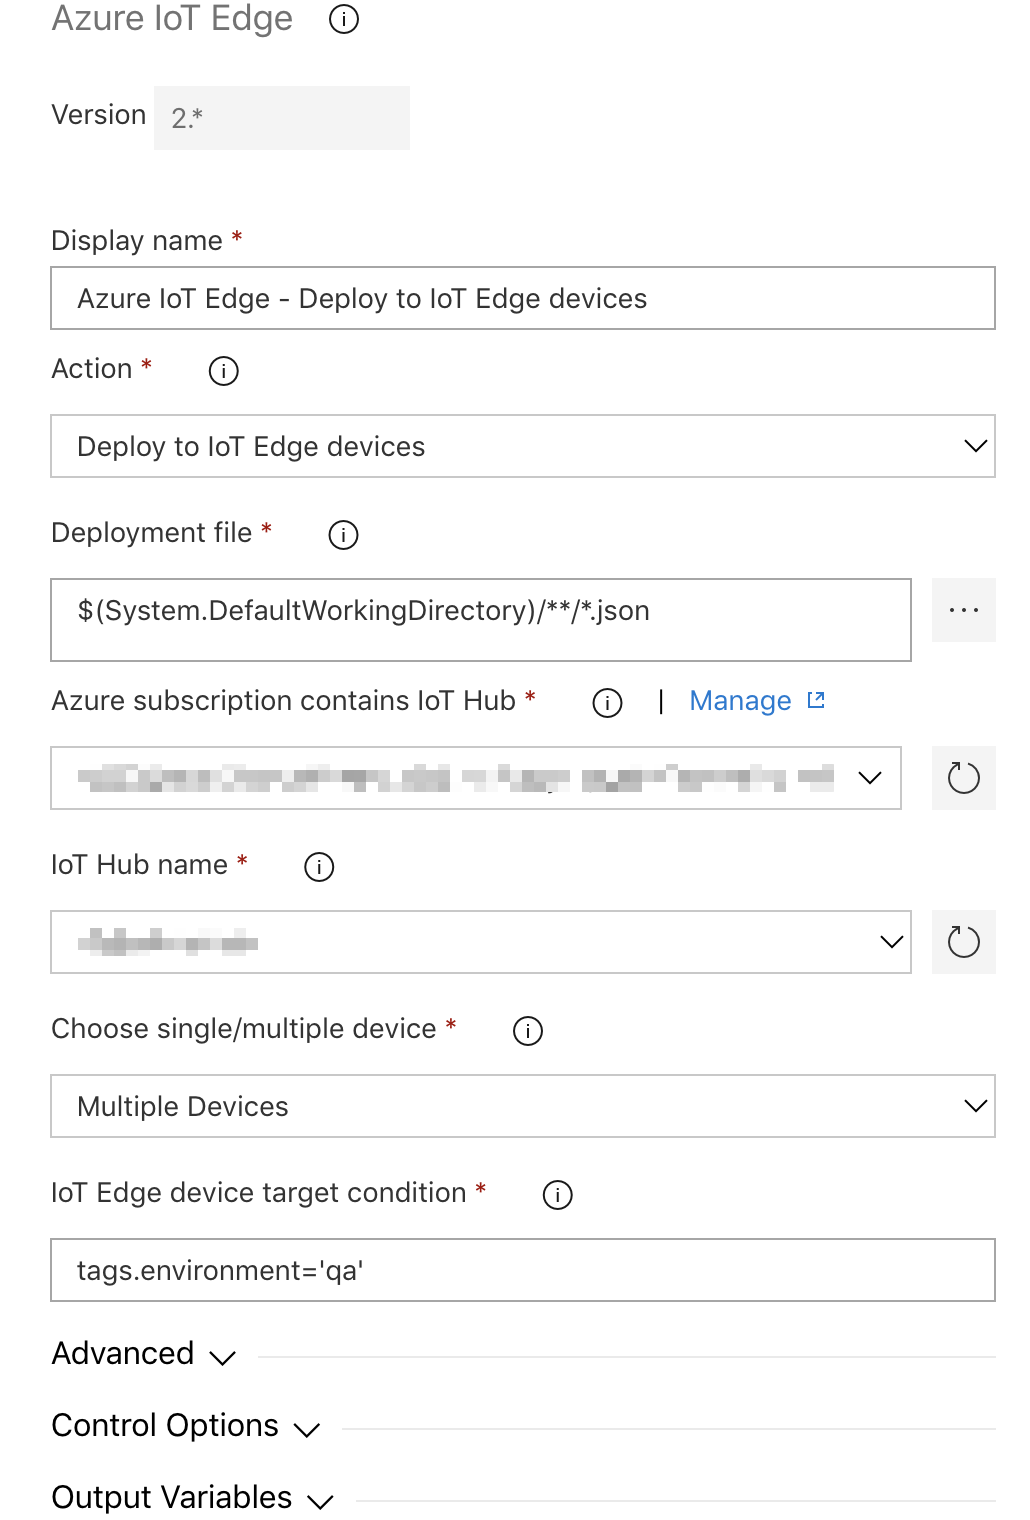 Azure IoT Edge
Version 2.*
Display name *
Azure IoT Edge - Deploy to IoT Edge devices
Action *
Deploy to IoT Edge devices
Deployment file *
$(System.DefaultWorkingDirectory)/**/*.json
...
Azure subscription contains IoT Hub * | Manage
IoT Hub name *
Choose single/multiple device *
Multiple Devices
IoT Edge device target condition *
tags.environment='qa'
Advanced
Control Options
Output Variables